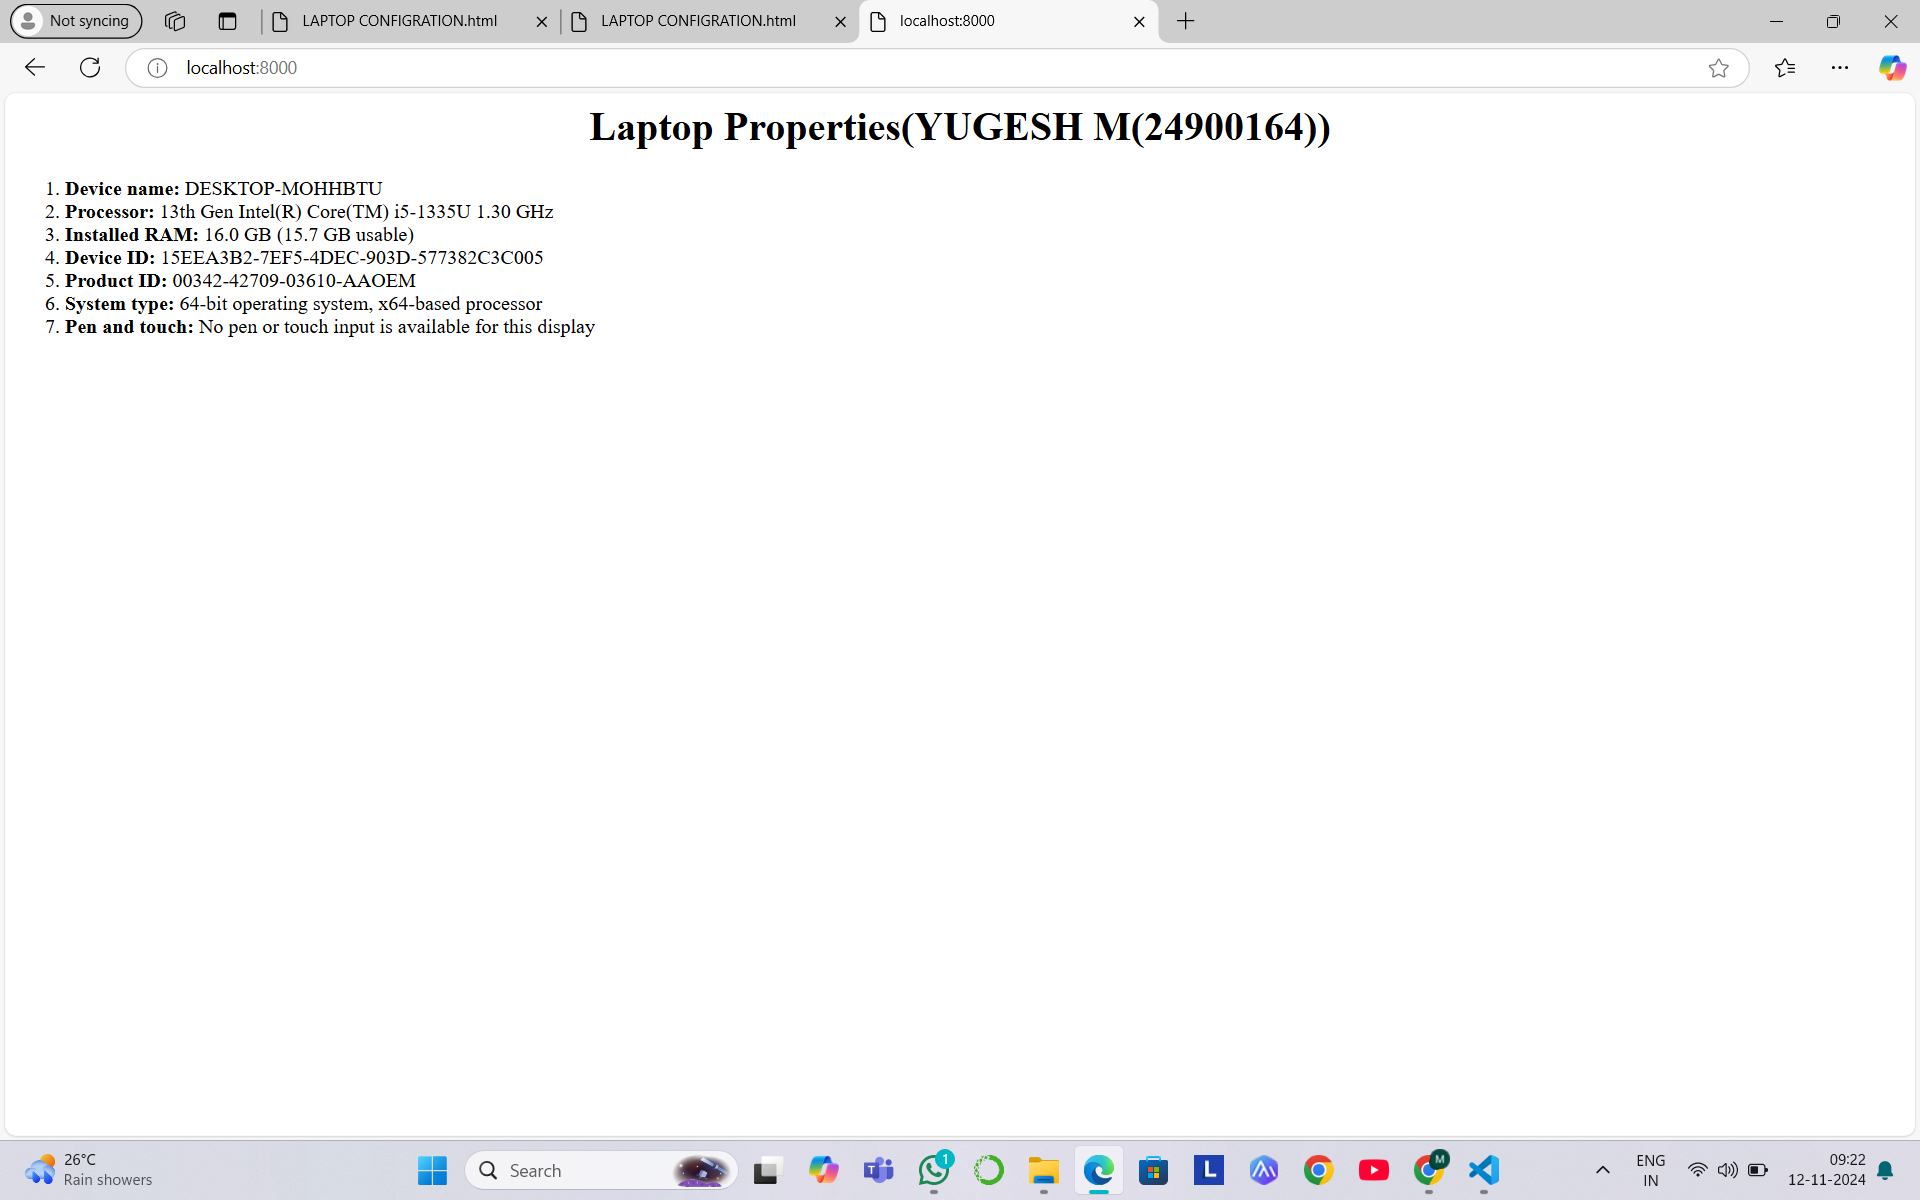 Not syncing
LAPTOP CONFIGRATION.html
LAPTOP CONFIGRATION.html
localhost:8000
localhost:8000
Laptop Properties(YUGESH M(24900164))
1. Device name: DESKTOP-MOHHBTU
2. Processor: 13th Gen Intel(R) Core(TM) i5-1335U 1.30 GHz
3. Installed RAM: 16.0 GB (15.7 GB usable)
4. Device ID: 15EEA3B2-7EF5-4DEC-903D-577382C3C005
5. Product ID: 00342-42709-03610-AAOEM
6. System type: 64-bit operating system, x64-based processor
7. Pen and touch: No pen or touch input is available for this display
26°C
Rain showers
Search
T
1
L
M
ENG
IN
09:22
12-11-2024